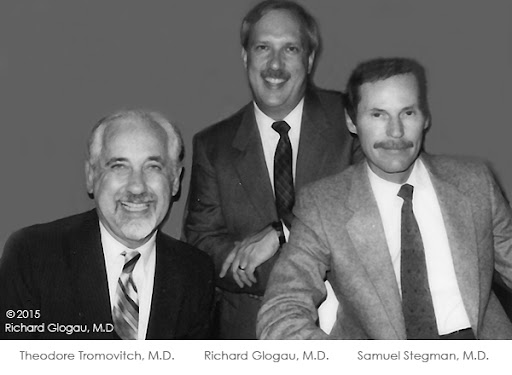 ©2015
Richard Glogau, M.D
Theodore Tromovitch, M.D.
Richard Glogau, M.D.
Samuel Stegman, M.D.